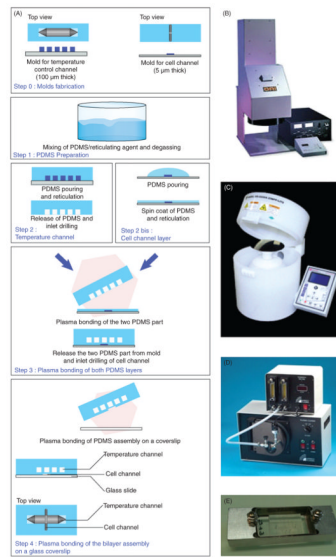 (A)
Top view
Top view
Mold for temperature
control channel
(100 μm thick)
Mold for cell channel
(5 μm thick)
Step 0 : Molds fabrication
Mixing of PDMS/reticulating agent and degassing
Step 1 : PDMS Preparation
PDMS pouring
and reticulation
Release of PDMS and
inlet drilling
Step 2 :
Temperature channel
PDMS pouring
Spin coat of PDMS
and reticulation
Step 2 bis :
Cell channel layer
Plasma bonding of the two PDMS part
Release the two PDMS part from mold
and inlet drilling of cell channel
Step 3 : Plasma bonding of both PDMS layers
Plasma bonding of PDMS assembly on a coverslip
Temperature channel
Cell channel
Glass slide
Top view
Temperature channel
Cell channel
Step 4 : Plasma bonding of the bilayer assembly
on a glass coverslip
(B)
(C)
(D)
(E)